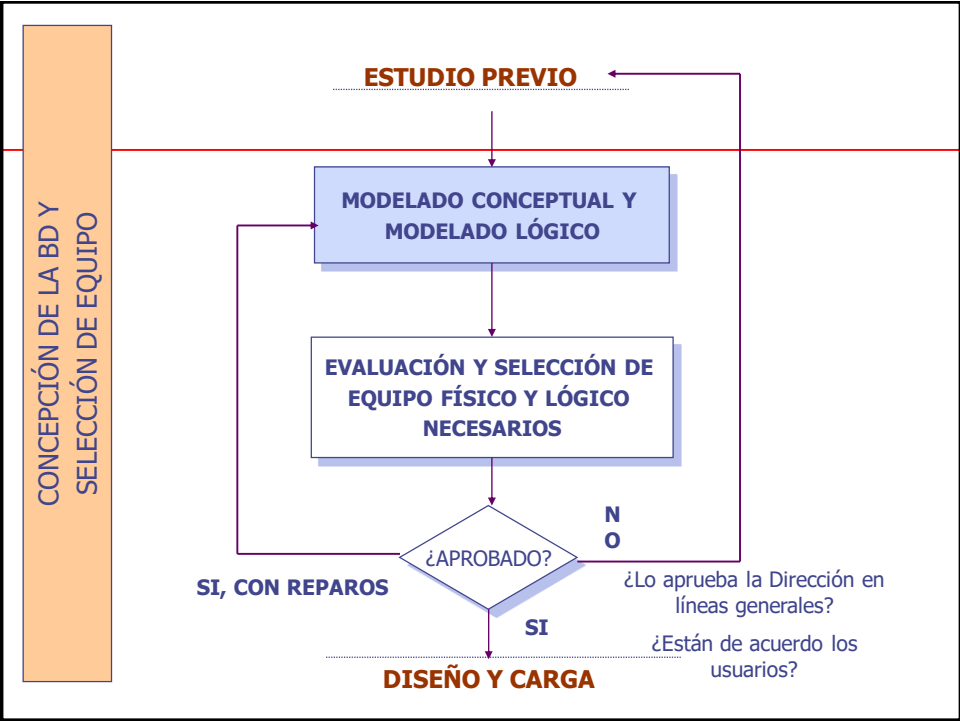 CONCEPCIÓN DE LA BD Y
SELECCIÓN DE EQUIPO
ESTUDIO PREVIO
MODELADO CONCEPTUAL Y
MODELADO LÓGICO
EVALUACIÓN Y SELECCIÓN DE
EQUIPO FÍSICO Y LÓGICO
NECESARIOS
¿APROBADO?
N
O
SI, CON REPAROS
SI
¿Lo aprueba la Dirección en
líneas generales?
¿Están de acuerdo los
usuarios?
DISEÑO Y CARGA